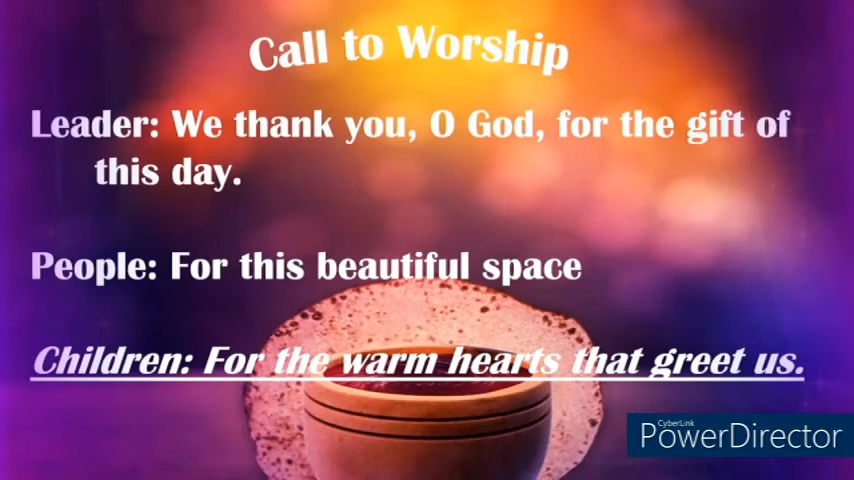 Call to Worship
Leader: We thank you, O God, for the gift of
this day.
People: For this beautiful space
Children: For the warm hearts that greet us.
CyberLink
PowerDirector